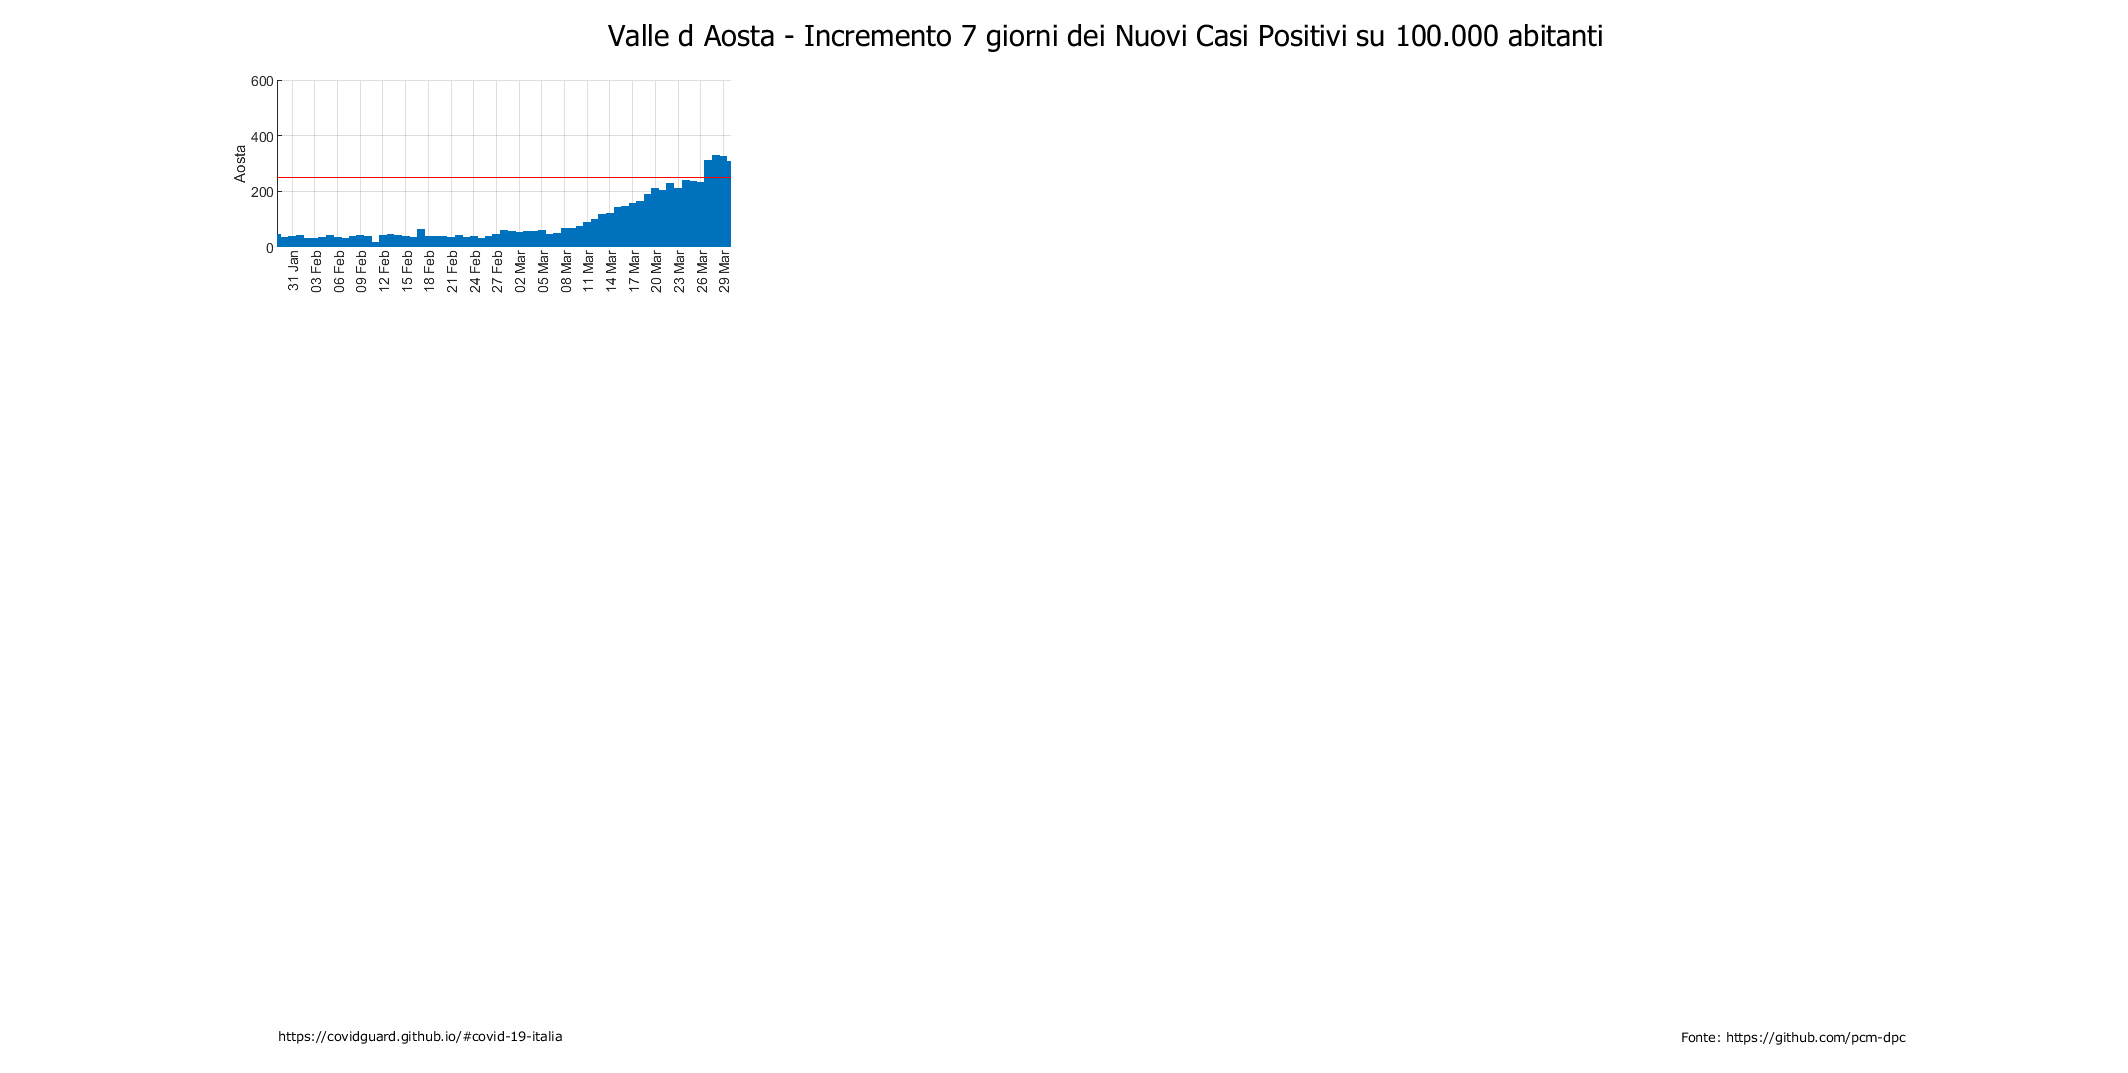 Valle d Aosta - Incremento 7 giorni dei Nuovi Casi Positivi su 100.000 abitanti
600
400
200
0
Aosta
31 Jan
03 Feb
06 Feb
09 Feb
12 Feb
15 Feb
18 Feb
21 Feb
24 Feb
27 Feb
02 Mar
05 Mar
08 Mar
11 Mar
14 Mar
17 Mar
20 Mar
23 Mar
26 Mar
29 Mar
https://covidguard.github.io/#covid-19-italia
Fonte: https://github.com/pcm-dpc